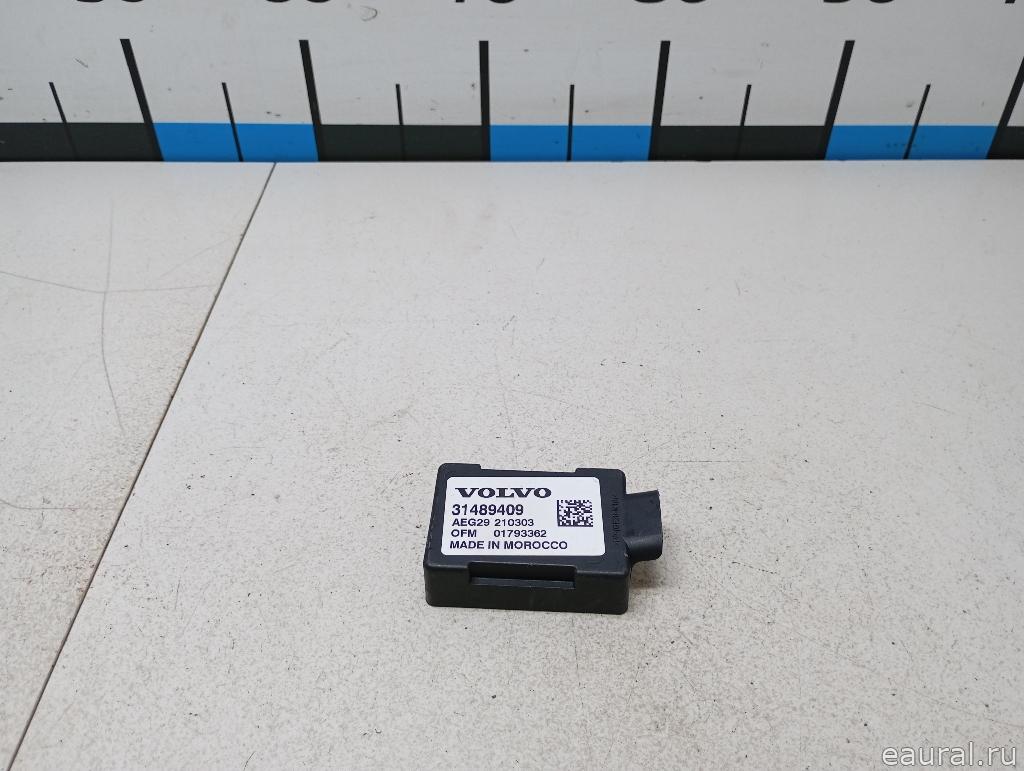 VOLVO
31489409
AEG29 210303
OFM 01793362
MADE IN MOROCCO
eaural.ru